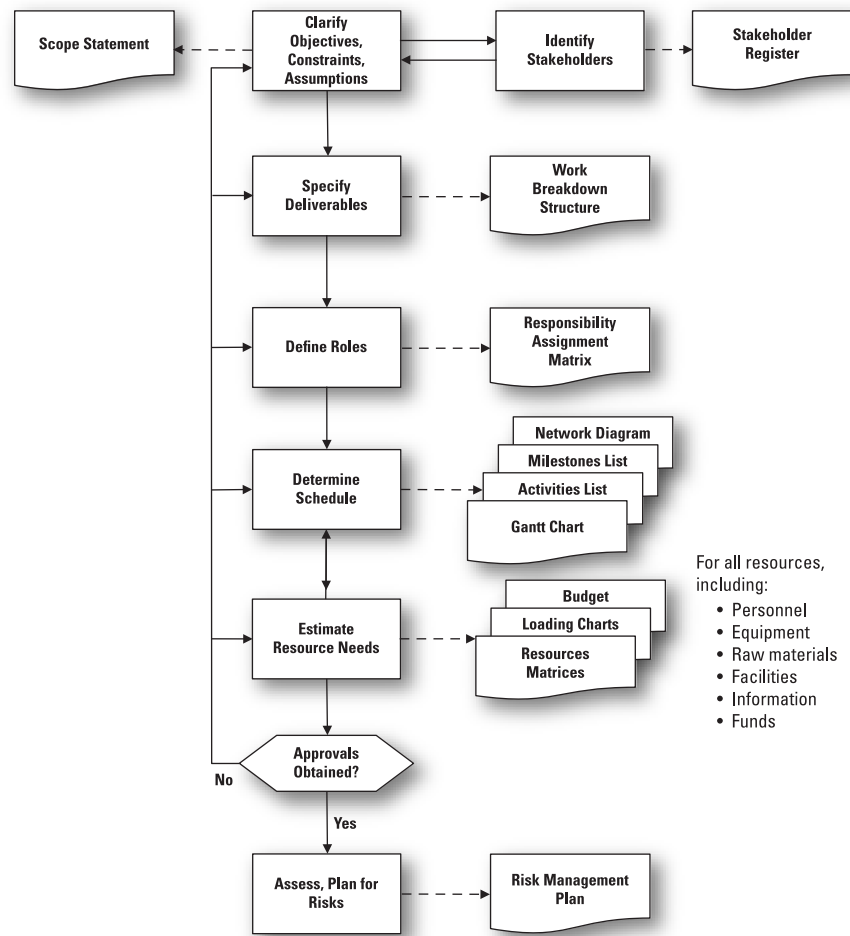 Scope Statement
Clarify
Objectives,
Constraints,
Assumptions
Identify
Stakeholders
Stakeholder
Register
Specify
Deliverables
Work
Breakdown
Structure
Define Roles
Responsibility
Assignment
Matrix
Determine
Schedule
Network Diagram
Milestones List
Activities List
Gantt Chart
Estimate
Resource Needs
Budget
Loading Charts
Resources
Matrices
For all resources,
including:
• Personnel
• Equipment
• Raw materials
• Facilities
• Information
• Funds
Approvals
Obtained?
No
Yes
Assess, Plan for
Risks
Risk Management
Plan